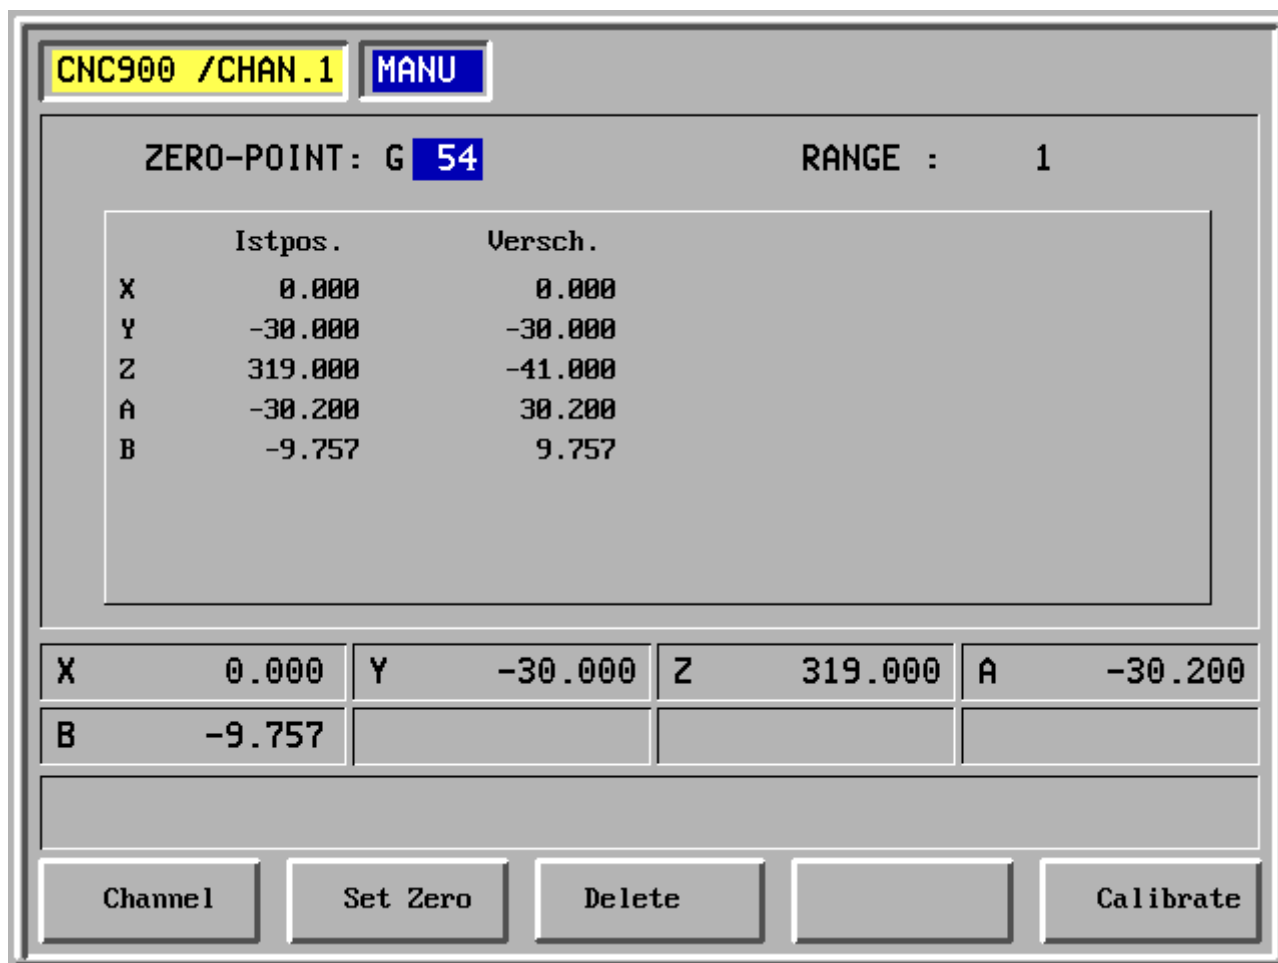 CNC900 /CHAN.1 MANU
ZERO-POINT: G 54 RANGE : 1
Istpos. Versch.
X 0.000 0.000
Y -30.000 -30.000
Z 319.000 -41.000
A -30.200 30.200
B -9.757 9.757
X 0.000 Y -30.000 Z 319.000 A -30.200
B -9.757
Channel Set Zero Delete Calibrate